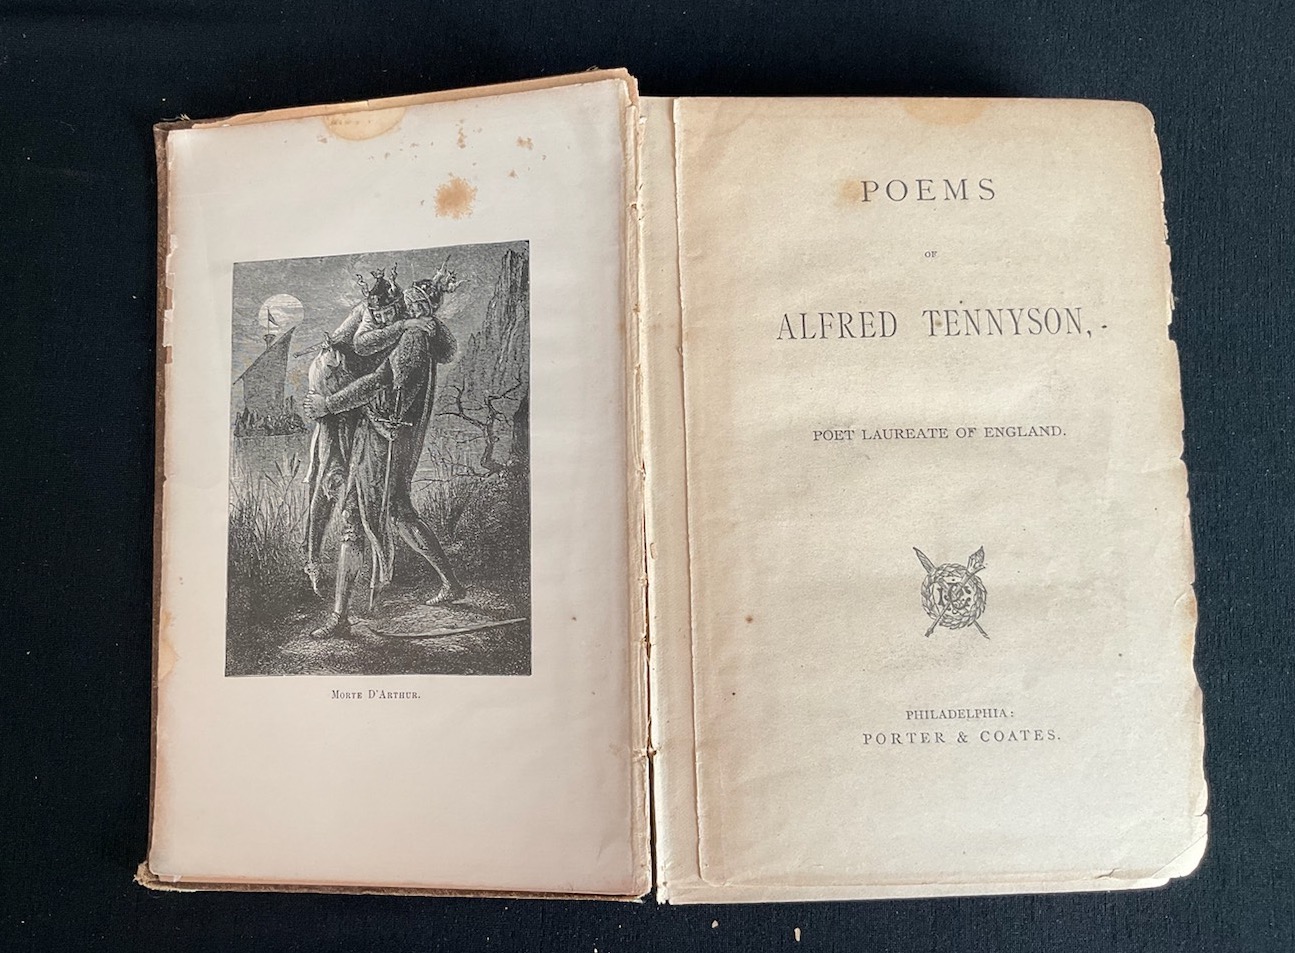 Morte D'Arthur.
POEMS
OF
ALFRED TENNYSON,
POET LAUREATE OF ENGLAND.
PHILADELPHIA:
PORTER & COATES.